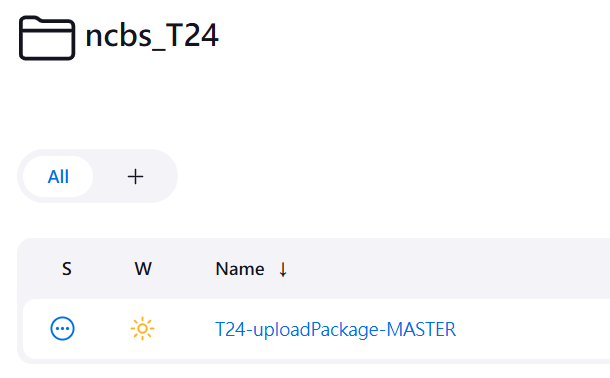 ncbs_T24
All +
S W Name ↓
T24-uploadPackage-MASTER